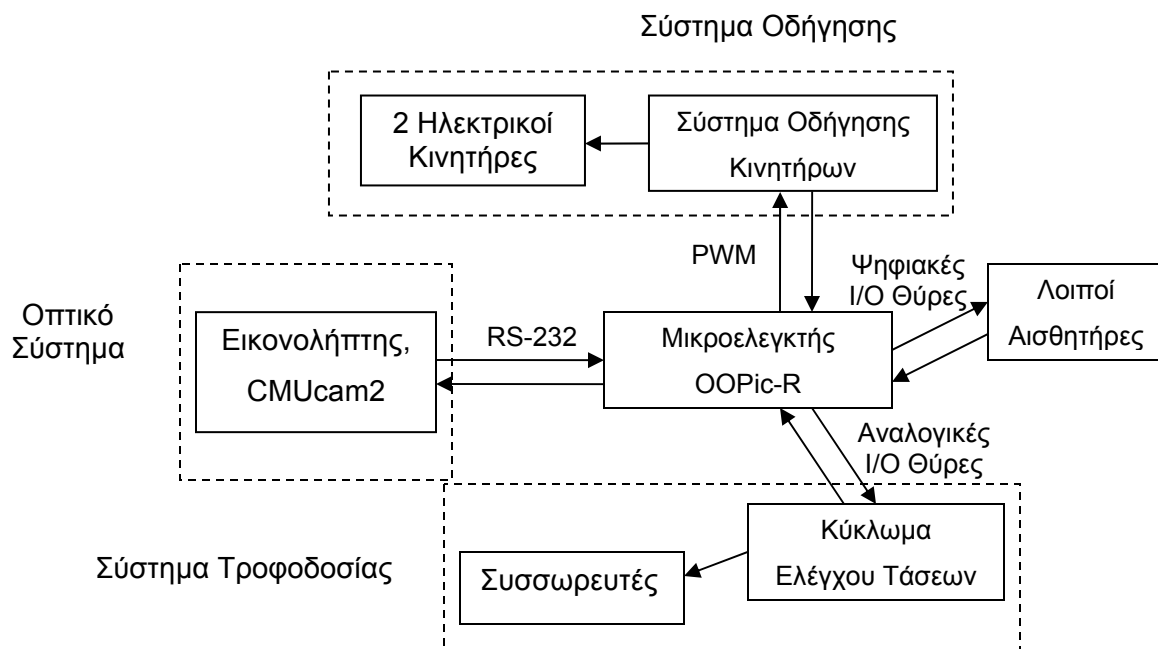 Σύστημα Οδήγησης
2 Ηλεκτρικοί
Κινητήρες
Σύστημα Οδήγησης
Κινητήρων
PWM
Ψηφιακές
I/O Θύρες
Λοιποί
Αισθητήρες
Οπτικό
Σύστημα
Εικονολήπτης,
CMUcam2
RS-232
Μικροελεγκτής
OOPic-R
Αναλογικές
I/O Θύρες
Σύστημα Τροφοδοσίας
Συσσωρευτές
Κύκλωμα
Ελέγχου Τάσεων